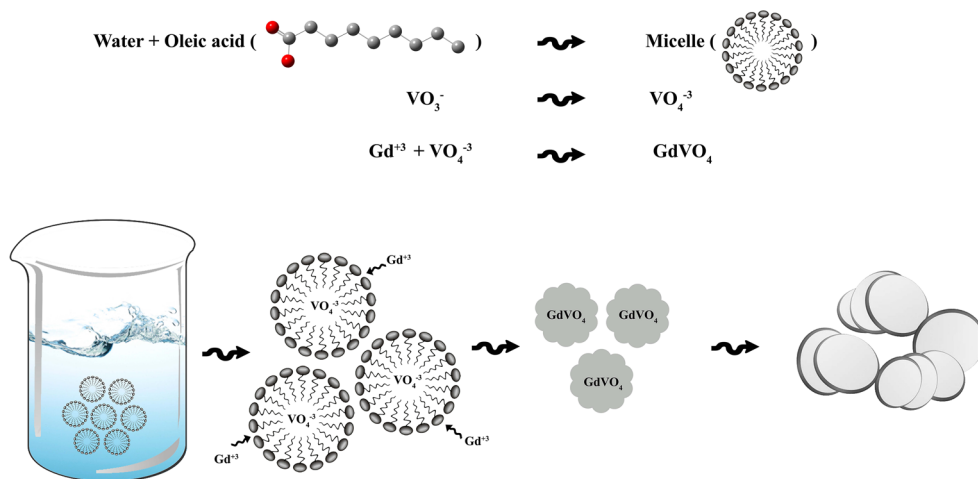 Water + Oleic acid ( ) Micelle ( )
VO₃⁻ VO₄⁻³
Gd⁺³ + VO₄⁻³ GdVO₄
Gd⁺³
VO₄⁻³
VO₄⁻³
VO₄⁻³
Gd⁺³
Gd⁺³
GdVO₄ GdVO₄
GdVO₄